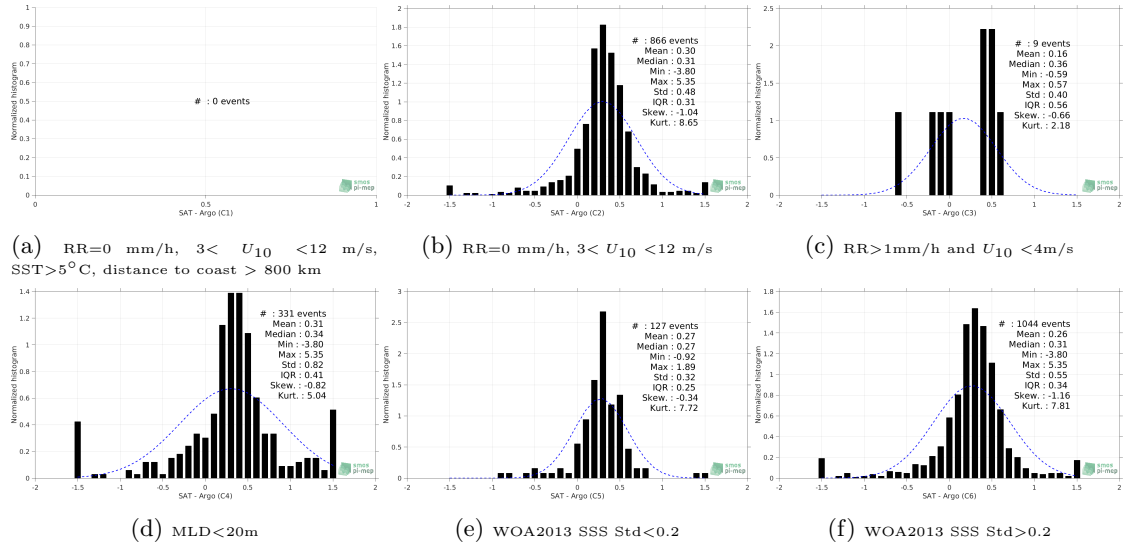 1
0.9
0.8
0.7
0.6
0.5
0.4
0.3
0.2
0.1
0
Normalized histogram
# : 0 events
0 0.5 1
SAT - Argo (C1)
smos
pi-mep
2
1.8
1.6
1.4
1.2
1
0.8
0.6
0.4
0.2
0
Normalized histogram
# : 866 events
Mean : 0.30
Median : 0.31
Min : -3.80
Max : 5.35
Std : 0.48
IQR : 0.31
Skew. : -1.04
Kurt. : 8.65
-2 -1.5 -1 -0.5 0 0.5 1 1.5 2
SAT - Argo (C2)
smos
pi-mep
2.5
2
1.5
1
0.5
0
Normalized histogram
# : 9 events
Mean : 0.16
Median : 0.36
Min : -0.59
Max : 0.57
Std : 0.40
IQR : 0.56
Skew. : -0.66
Kurt. : 2.18
-2 -1.5 -1 -0.5 0 0.5 1 1.5 2
SAT - Argo (C3)
smos
pi-mep
(a) RR=0 mm/h, 3< U10 <12 m/s,
SST>5°C, distance to coast > 800 km
(b) RR=0 mm/h, 3< U10 <12 m/s
(c) RR>1mm/h and U10 <4m/s
1.4
1.2
1
0.8
0.6
0.4
0.2
0
Normalized histogram
# : 331 events
Mean : 0.31
Median : 0.34
Min : -3.80
Max : 5.35
Std : 0.82
IQR : 0.41
Skew. : -0.82
Kurt. : 5.04
-2 -1.5 -1 -0.5 0 0.5 1 1.5 2
SAT - Argo (C4)
smos
pi-mep
3
2.5
2
1.5
1
0.5
0
Normalized histogram
# : 127 events
Mean : 0.27
Median : 0.27
Min : -0.92
Max : 1.89
Std : 0.32
IQR : 0.25
Skew. : -0.34
Kurt. : 7.72
-2 -1.5 -1 -0.5 0 0.5 1 1.5 2
SAT - Argo (C5)
smos
pi-mep
1.8
1.6
1.4
1.2
1
0.8
0.6
0.4
0.2
0
Normalized histogram
# : 1044 events
Mean : 0.26
Median : 0.31
Min : -3.80
Max : 5.35
Std : 0.55
IQR : 0.34
Skew. : -1.16
Kurt. : 7.81
-2 -1.5 -1 -0.5 0 0.5 1 1.5 2
SAT - Argo (C6)
smos
pi-mep
(d) MLD<20m
(e) WOA2013 SSS Std<0.2
(f) WOA2013 SSS Std>0.2